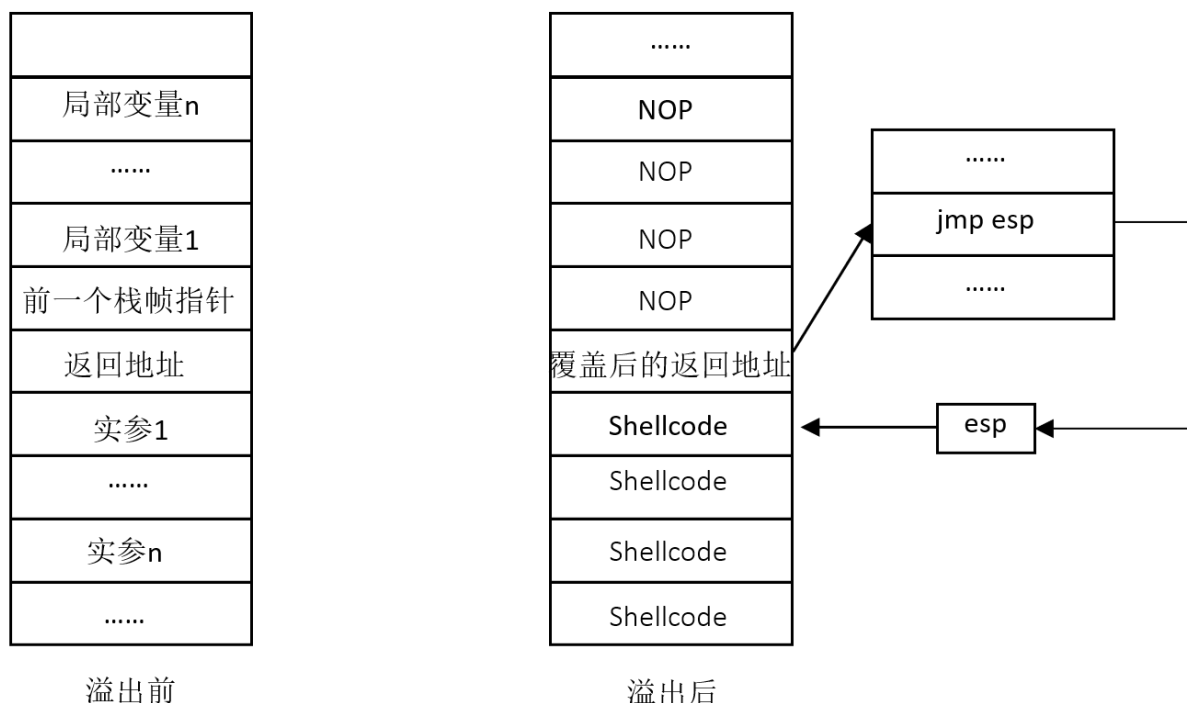 局部变量n
……
局部变量1
前一个栈帧指针
返回地址
实参1
……
实参n
……
溢出前
……
NOP
NOP
NOP
NOP
覆盖后的返回地址
Shellcode
Shellcode
Shellcode
Shellcode
溢出后
……
jmp esp
……
esp